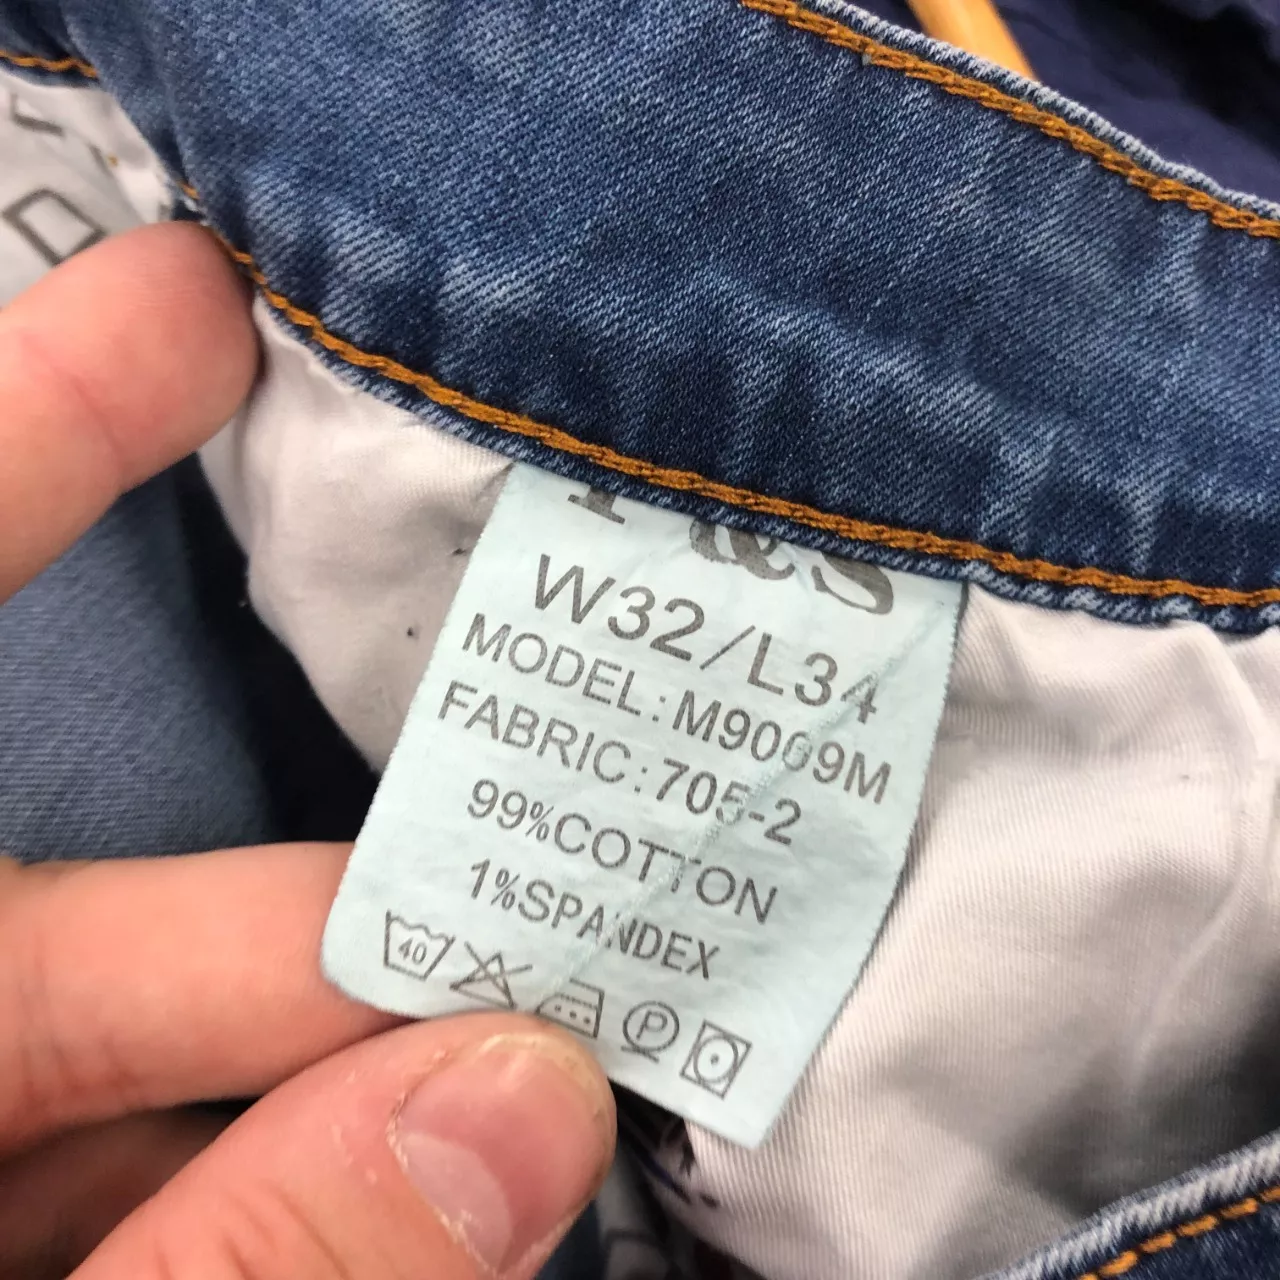 &S
W32/L34
MODEL:M9009M
FABRIC:705-2
99%COTTON
1%SPANDEX
40
P